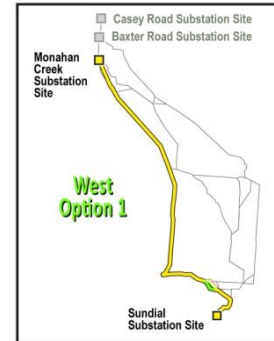 Casey Road Substation Site
Baxter Road Substation Site
Monahan
Creek
Substation
Site
West
Option 1
Sundial
Substation Site